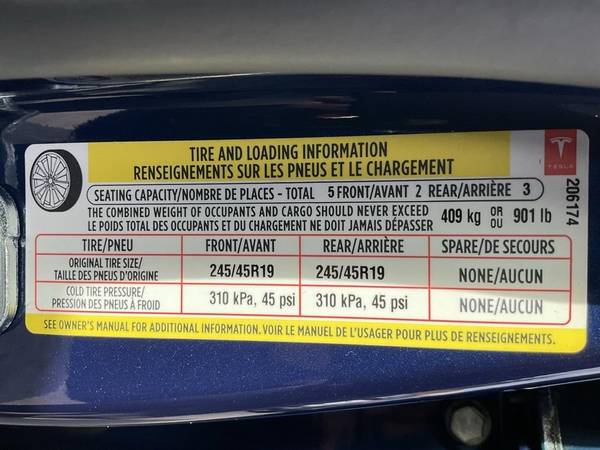 TIRE AND LOADING INFORMATION
RENSEIGNEMENTS SUR LES PNEUS ET LE CHARGEMENT
TESLA
SEATING CAPACITY/NOMBRE DE PLACES - TOTAL 5 FRONT/AVANT 2 REAR/ARRIÈRE 3
THE COMBINED WEIGHT OF OCCUPANTS AND CARGO SHOULD NEVER EXCEED 409 kg OR 901 lb
LE POIDS TOTAL DES OCCUPANTS ET DU CHARGEMENT NE DOIT JAMAIS DÉPASSER OU
206174
TIRE/PNEU FRONT/AVANT REAR/ARRIÈRE SPARE/DE SECOURS
ORIGINAL TIRE SIZE/ 245/45R19 245/45R19 NONE/AUCUN
TAILLE DES PNEUS D'ORIGINE
COLD TIRE PRESSURE/ 310 kPa, 45 psi 310 kPa, 45 psi NONE/AUCUN
PRESSION DES PNEUS À FROID
SEE OWNER'S MANUAL FOR ADDITIONAL INFORMATION. VOIR LE MANUEL DE L'USAGER POUR PLUS DE RENSEIGNEMENTS.